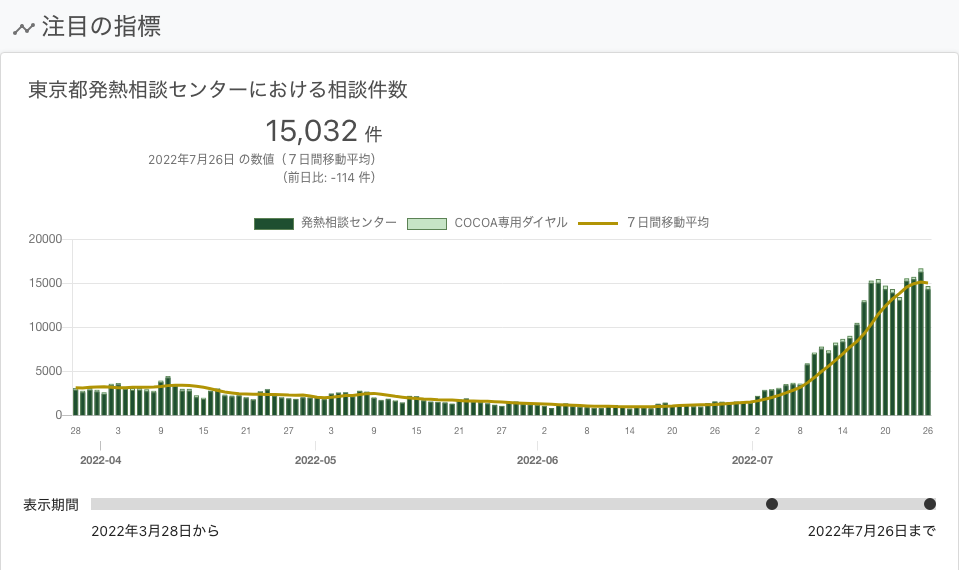 注目の指標
東京都発熱相談センターにおける相談件数
15,032 件
2022年7月26日 の数値（７日間移動平均）
（前日比: -114 件）
発熱相談センター COCOA専用ダイヤル ７日間移動平均
20000
15000
10000
5000
0
28 3 9 15 21 27 3 9 15 21 27 2 8 14 20 26 2 8 14 20 26
2022-04 2022-05 2022-06 2022-07
表示期間
2022年3月28日から 2022年7月26日まで